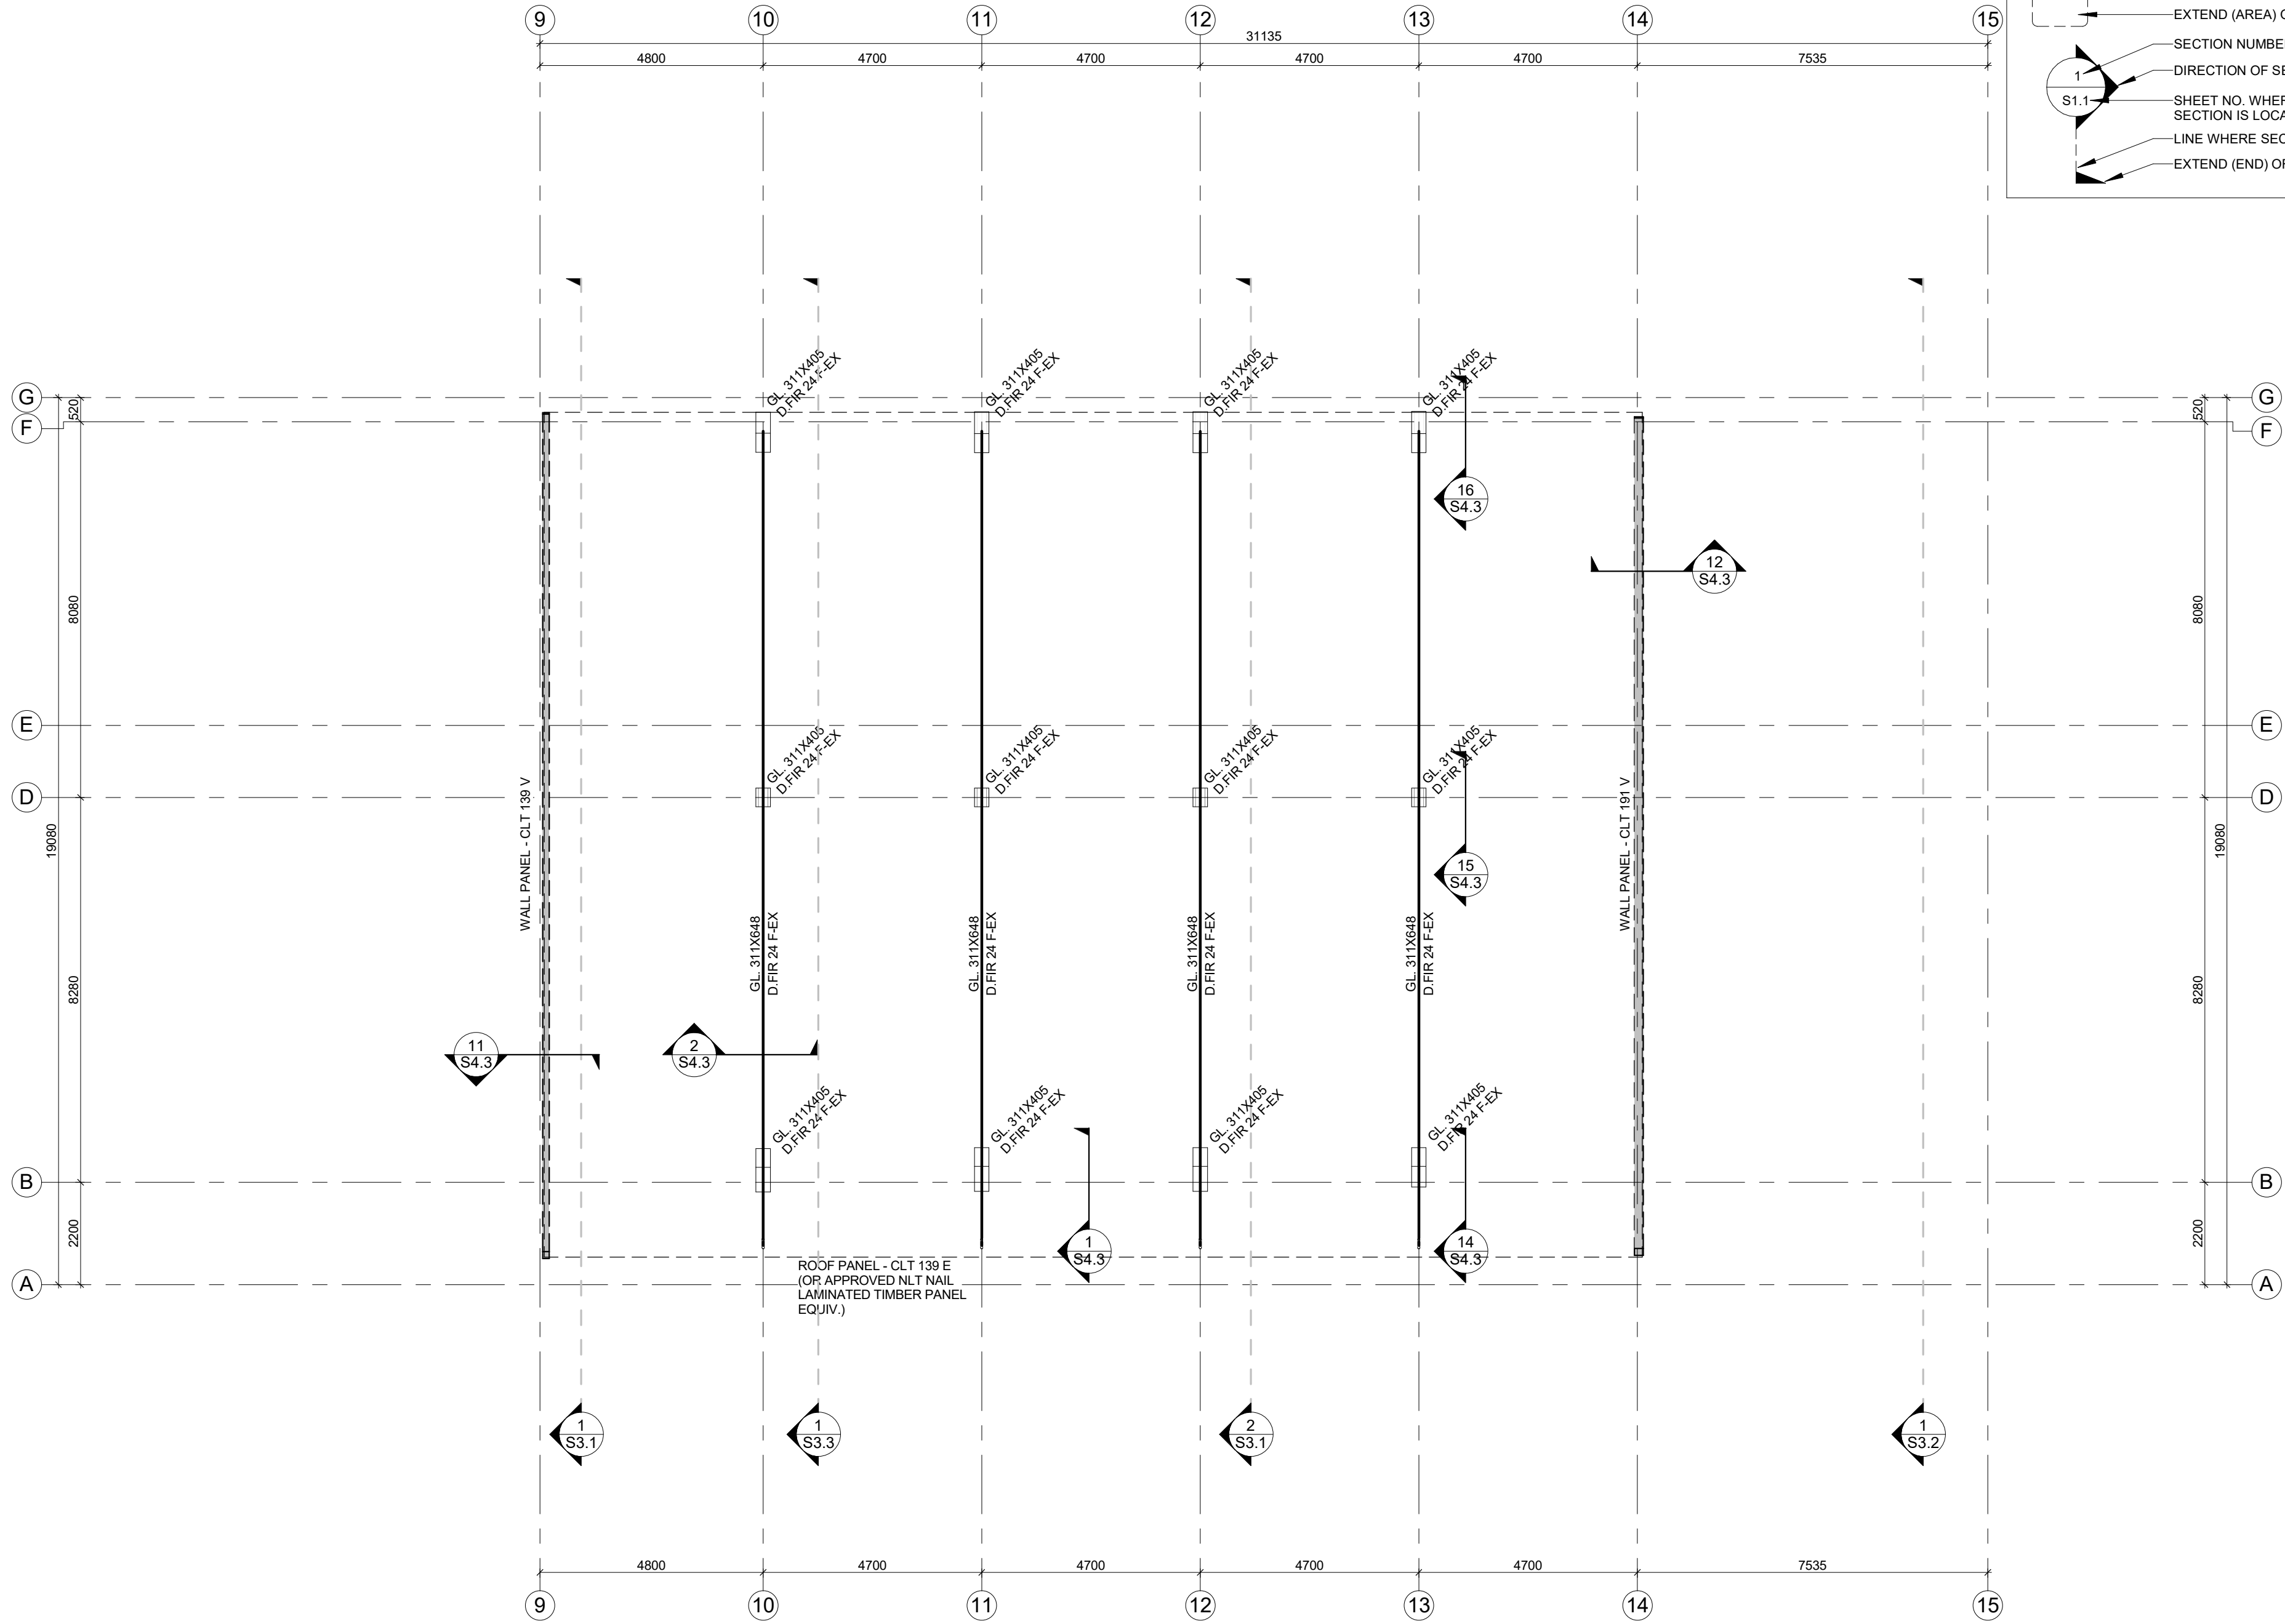 9
10
11
12
13
14
15
31135
4800
4700
4700
4700
4700
7535
EXTEND (AREA)
SECTION
DIRECTION OF
1
S1.1
SHEET NO.
SECTION IS
LINE WHERE
EXTEND (END)
GL. 311X405
D.FIR 24 F-EX
GL. 311X405
D.FIR 24 F-EX
GL. 311X405
D.FIR 24 F-EX
GL. 311X405
D.FIR 24 F-EX
G
520
G
520
F
F
16
S4.3
12
S4.3
8080
8080
E
E
GL. 311X405
D.FIR 24 F-EX
GL. 311X405
D.FIR 24 F-EX
GL. 311X405
D.FIR 24 F-EX
GL. 311X405
D.FIR 24 F-EX
D
D
19080
19080
WALL PANEL - CLT 139 V
WALL PANEL - CLT 191 V
15
S4.3
GL. 311X648
D.FIR 24 F-EX
GL. 311X648
D.FIR 24 F-EX
GL. 311X648
D.FIR 24 F-EX
GL. 311X648
D.FIR 24 F-EX
8280
8280
11
S4.3
2
S4.3
GL. 311X405
D.FIR 24 F-EX
GL. 311X405
D.FIR 24 F-EX
GL. 311X405
D.FIR 24 F-EX
GL. 311X405
D.FIR 24 F-EX
B
B
2200
2200
1
S4.3
14
S4.3
ROOF PANEL - CLT 139 E
(OR APPROVED NLT NAIL
LAMINATED TIMBER PANEL
EQUIV.)
A
A
1
S3.1
1
S3.3
2
S3.1
1
S3.2
4800
4700
4700
4700
4700
7535
9
10
11
12
13
14
15